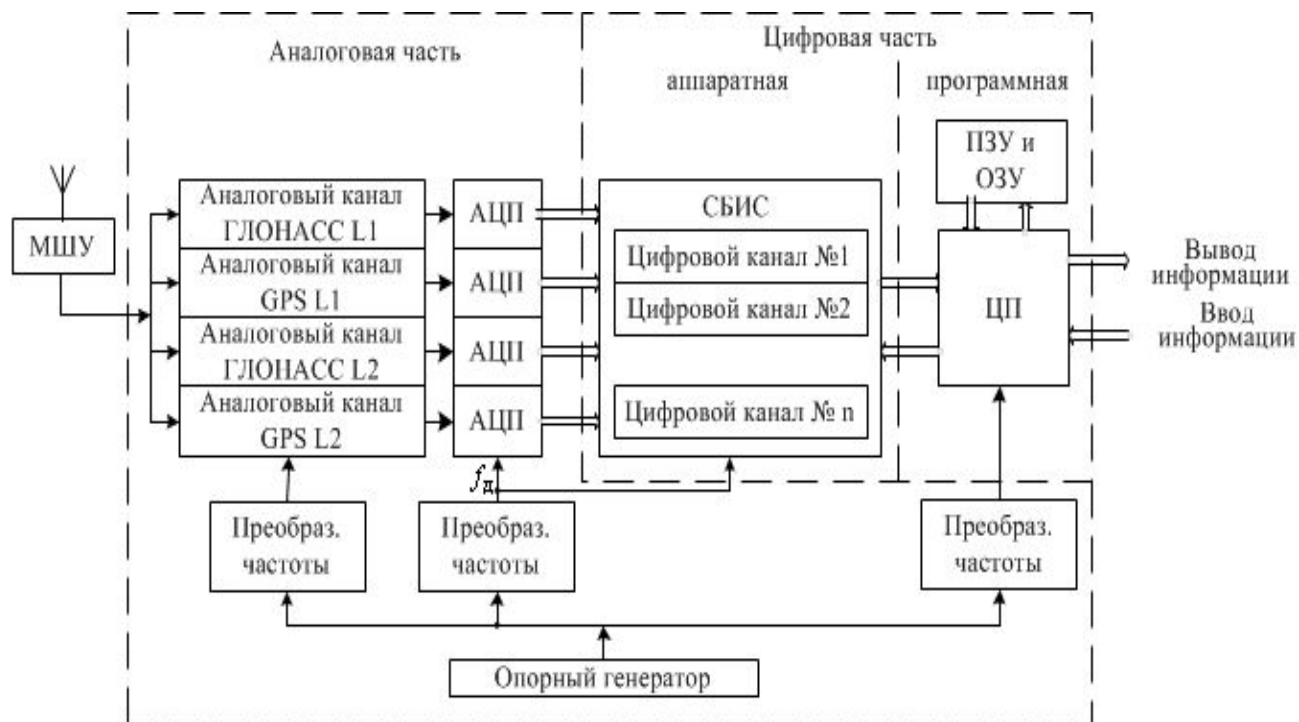 Аналоговая часть
Цифровая часть
аппаратная
программная
МШУ
Аналоговый канал
ГЛОНАСС L1
Аналоговый канал
GPS L1
Аналоговый канал
ГЛОНАСС L2
Аналоговый канал
GPS L2
АЦП
АЦП
АЦП
АЦП
СБИС
Цифровой канал №1
Цифровой канал №2
Цифровой канал № n
ПЗУ и
ОЗУ
ЦП
Вывод
информации
Ввод
информации
fд
Преобраз.
частоты
Преобраз.
частоты
Преобраз.
частоты
Опорный генератор